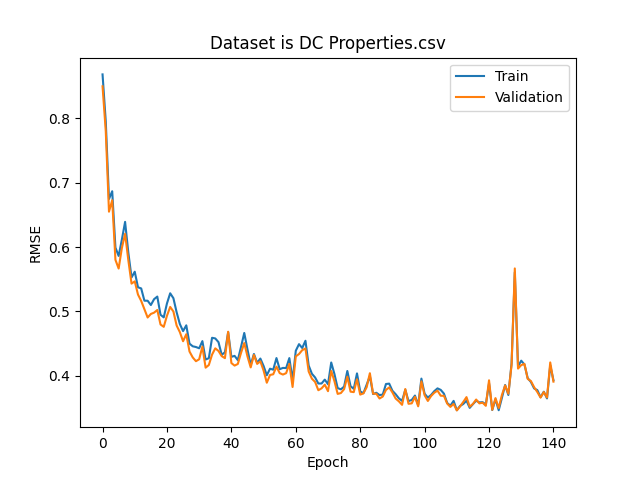 Dataset is DC Properties.csv
Train
Validation
RMSE
0.8
0.7
0.6
0.5
0.4
0 20 40 60 80 100 120 140
Epoch